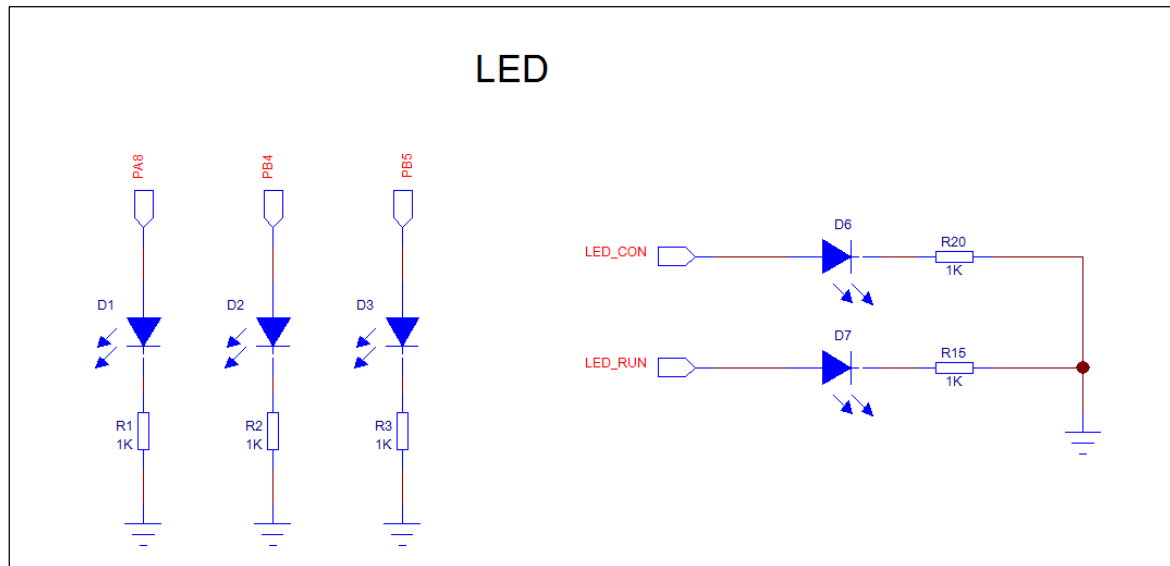 LED
PA8
PB4
PB5
D1
D2
D3
R1
1K
R2
1K
R3
1K
LED_CON
D6
R20
1K
LED_RUN
D7
R15
1K